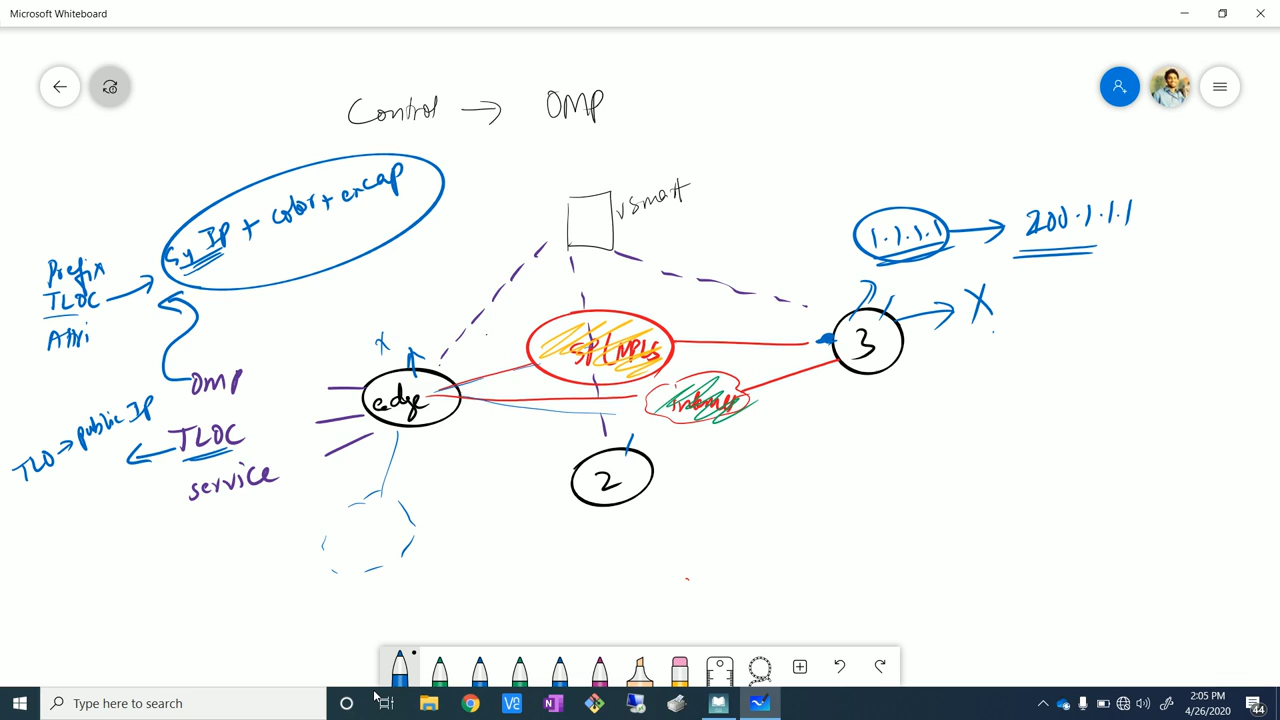 Microsoft Whiteboard
Control → OMP
Sy IP + color + encap
vSmart
1.1.1.1 → 200.1.1.1
Prefix
TLOC
Attri
X
SP/MPLS
3
x
OMP
edge
internet
TLO → public IP
TLOC
service
2
Type here to search
2:05 PM
4/26/2020
44